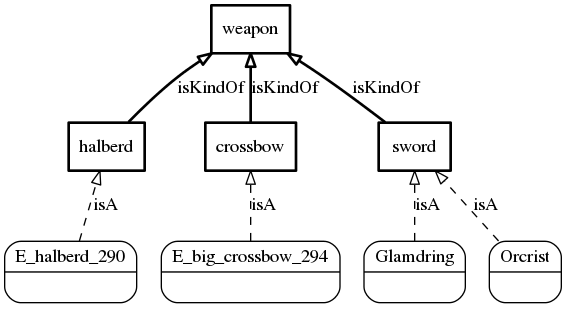 weapon
isKindOf
isKindOf
isKindOf
halberd
crossbow
sword
isA
isA
isA
isA
E_halberd_290
E_big_crossbow_294
Glamdring
Orcrist